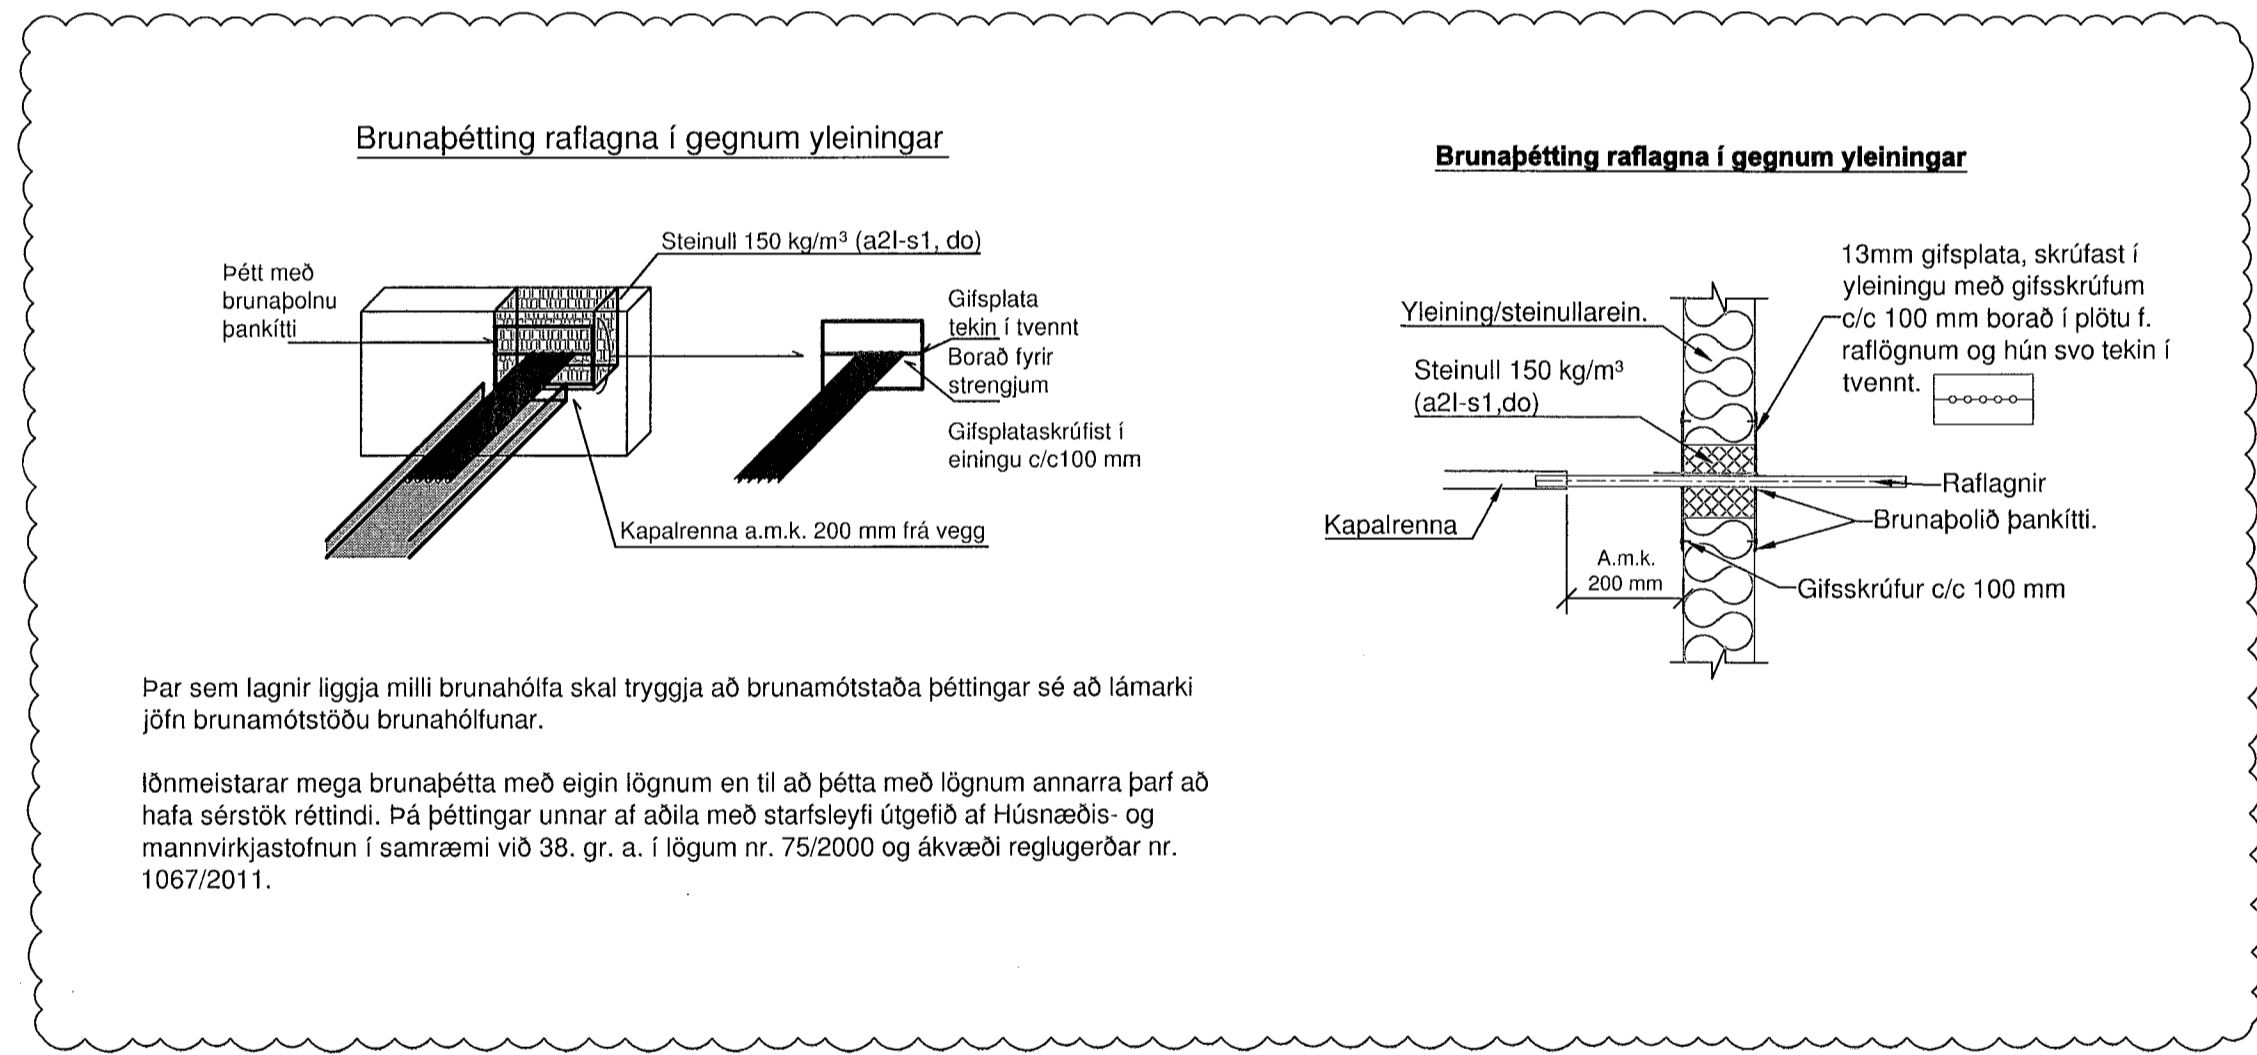 Brunaþétting raflagna í gegnum yleiningar
Steinull 150 kg/m³ (a2l-s1, do)
Þétt með
brunaþolnu
þankítti
Gifsplata
tekin í tvennt
Borað fyrir
strengjum
Gifsplataskrúfist í
einingu c/c100 mm
Kapalrenna a.m.k. 200 mm frá vegg
Brunaþétting raflagna í gegnum yleiningar
13mm gifsplata, skrúfast í
yleiningu með gifsskrúfum
c/c 100 mm borað í plötu f.
raflögnum og hún svo tekin í
tvennt.
Yleining/steinullarein.
Steinull 150 kg/m³
(a2l-s1,do)
Raflagnir
Brunaþolið þankítti.
Kapalrenna
A.m.k.
200 mm
Gifsskrúfur c/c 100 mm
Þar sem lagnir liggja milli brunahólfa skal tryggja að brunamótstaða þéttingar sé að lámarki
jöfn brunamótstöðu brunahólfunar.
Iðnmeistarar mega brunaþétta með eigin lögnum en til að þétta með lögnum annarra þarf að
hafa sérstök réttindi. Þá þéttingar unnar af aðila með starfsleyfi útgefið af Húsnæðis- og
mannvirkjastofnun í samræmi við 38. gr. a. í lögum nr. 75/2000 og ákvæði reglugerðar nr.
1067/2011.